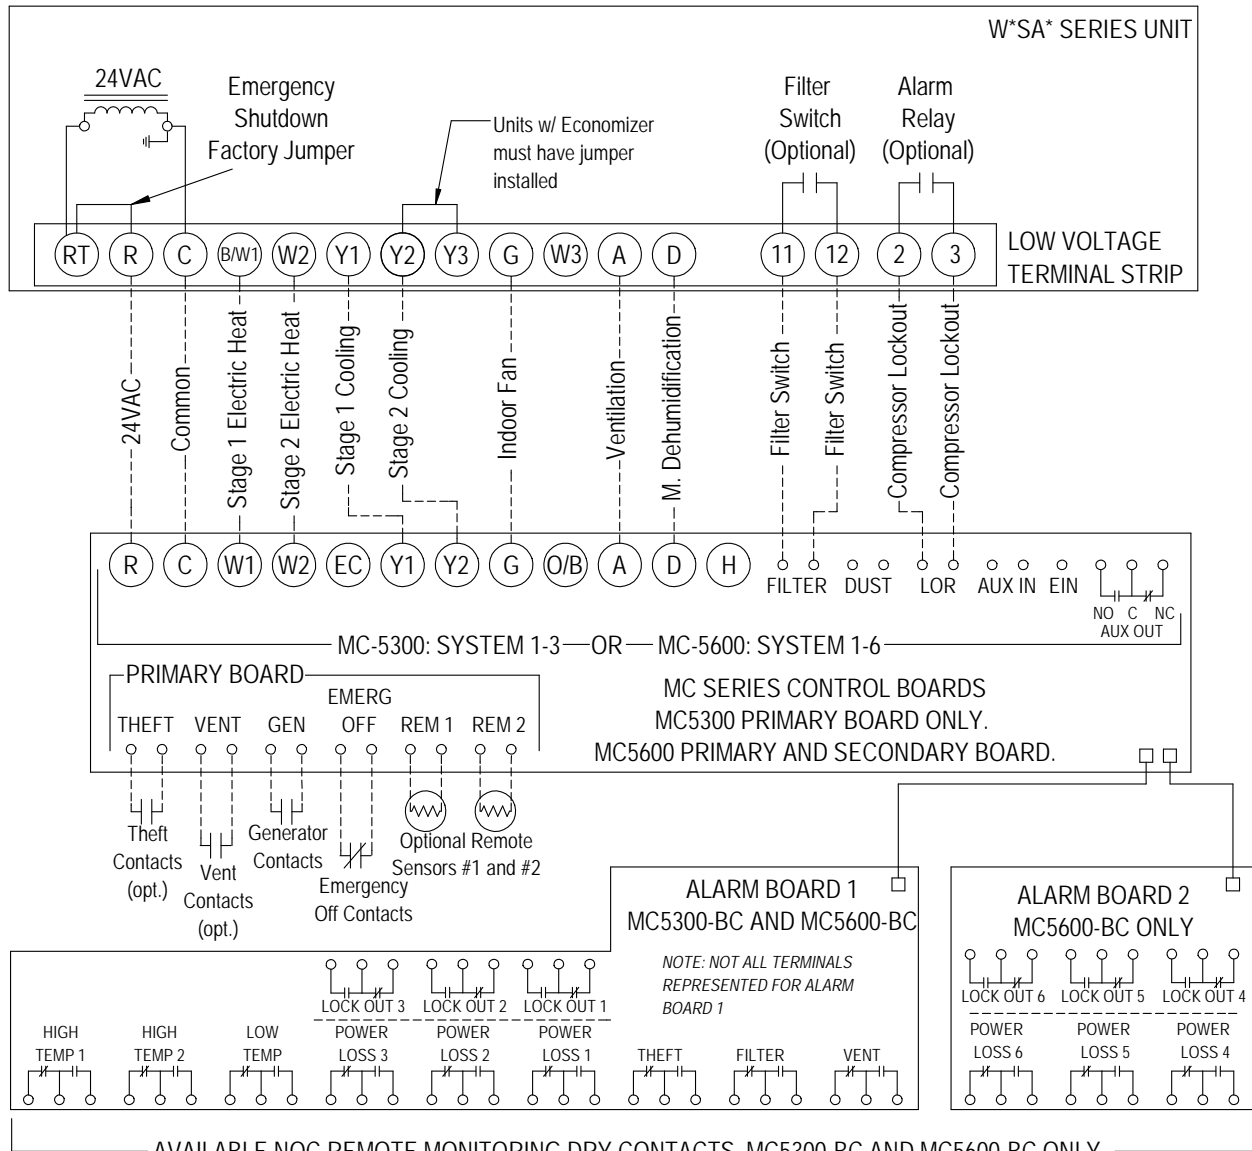 W*SA* SERIES UNIT
24VAC
Emergency
Shutdown
Factory Jumper
Units w/ Economizer
must have jumper
installed
Filter
Switch
(Optional)
Alarm
Relay
(Optional)
RT R C B/W1 W2 Y1 Y2 Y3 G W3 A D 11 12 2 3
LOW VOLTAGE
TERMINAL STRIP
24VAC
Common
Stage 1 Electric Heat
Stage 2 Electric Heat
Stage 1 Cooling
Stage 2 Cooling
Indoor Fan
Ventilation
M. Dehumidification
Filter Switch
Filter Switch
Compressor Lockout
Compressor Lockout
R C W1 W2 EC Y1 Y2 G O/B A D H
FILTER DUST LOR AUX IN EIN
NO C NC
AUX OUT
MC-5300: SYSTEM 1-3 OR MC-5600: SYSTEM 1-6
PRIMARY BOARD
THEFT VENT GEN
EMERG
OFF
REM 1 REM 2
MC SERIES CONTROL BOARDS
MC5300 PRIMARY BOARD ONLY.
MC5600 PRIMARY AND SECONDARY BOARD.
Theft
Contacts
(opt.)
Vent
Contacts
(opt.)
Generator
Contacts
Emergency
Off Contacts
Optional Remote
Sensors #1 and #2
ALARM BOARD 1
MC5300-BC AND MC5600-BC
NOTE: NOT ALL TERMINALS
REPRESENTED FOR ALARM
BOARD 1
ALARM BOARD 2
MC5600-BC ONLY
LOCK OUT 3 LOCK OUT 2 LOCK OUT 1
HIGH
TEMP 1
HIGH
TEMP 2
LOW
TEMP
POWER
LOSS 3
POWER
LOSS 2
POWER
LOSS 1
THEFT
FILTER
VENT
LOCK OUT 6 LOCK OUT 5 LOCK OUT 4
POWER
LOSS 6
POWER
LOSS 5
POWER
LOSS 4
AVAILABLE NOC REMOTE MONITORING DRY CONTACTS, MC5300-BC AND MC5600-BC ONLY